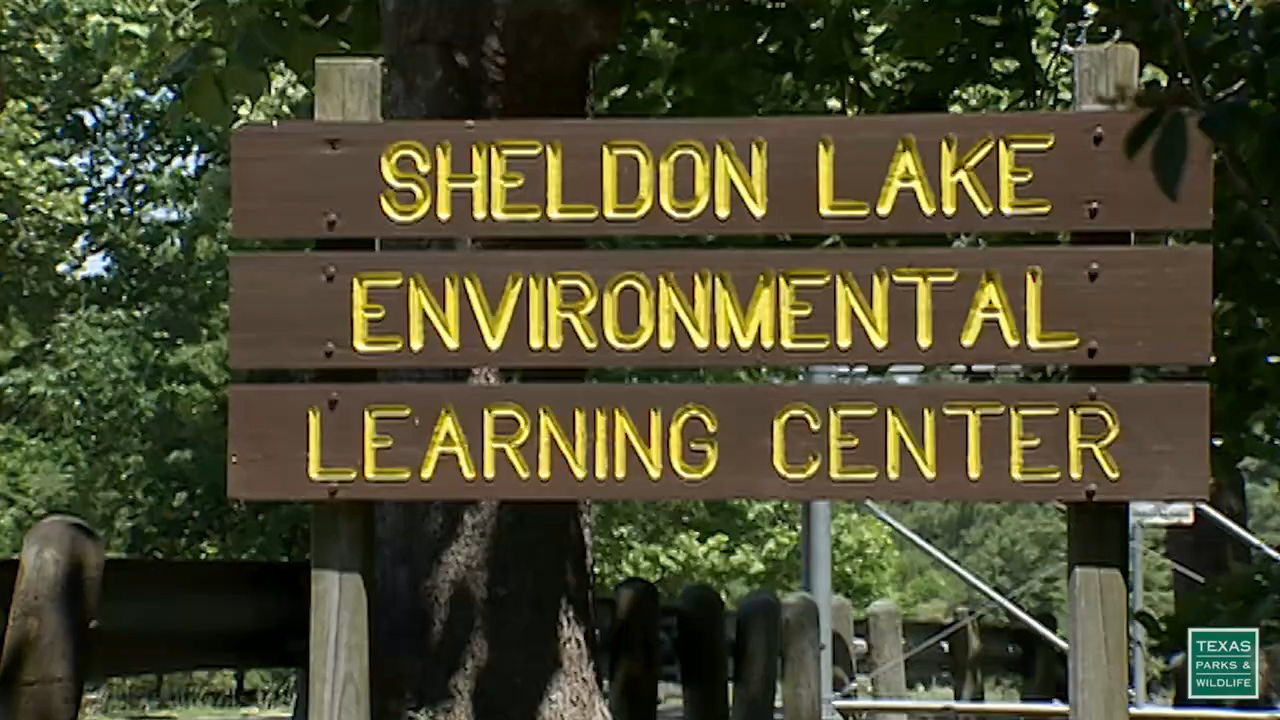 SHELDON LAKE
ENVIRONMENTAL
LEARNING CENTER
TEXAS
PARKS &
WILDLIFE